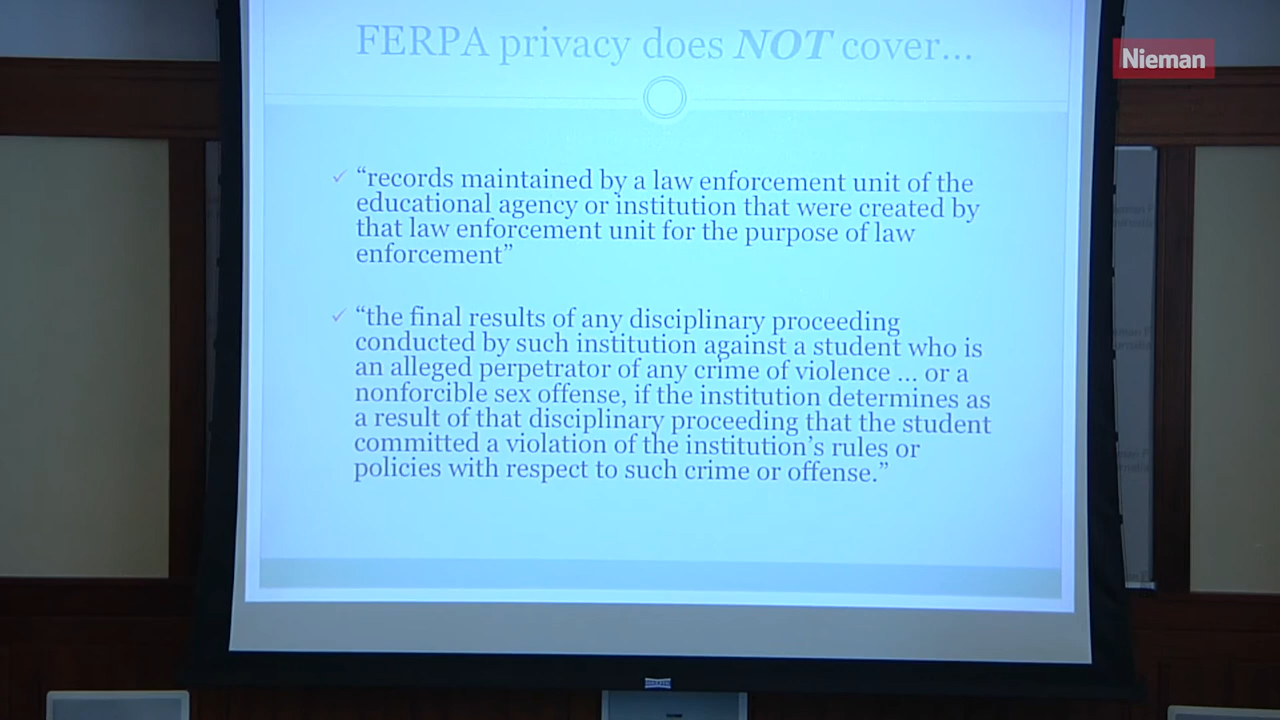 FERPA privacy does NOT cover...
Nieman
"records maintained by a law enforcement unit of the
educational agency or institution that were created by
that law enforcement unit for the purpose of law
enforcement"
"the final results of any disciplinary proceeding
conducted by such institution against a student who is
an alleged perpetrator of any crime of violence ... or a
nonforcible sex offense, if the institution determines as
a result of that disciplinary proceeding that the student
committed a violation of the institution's rules or
policies with respect to such crime or offense."